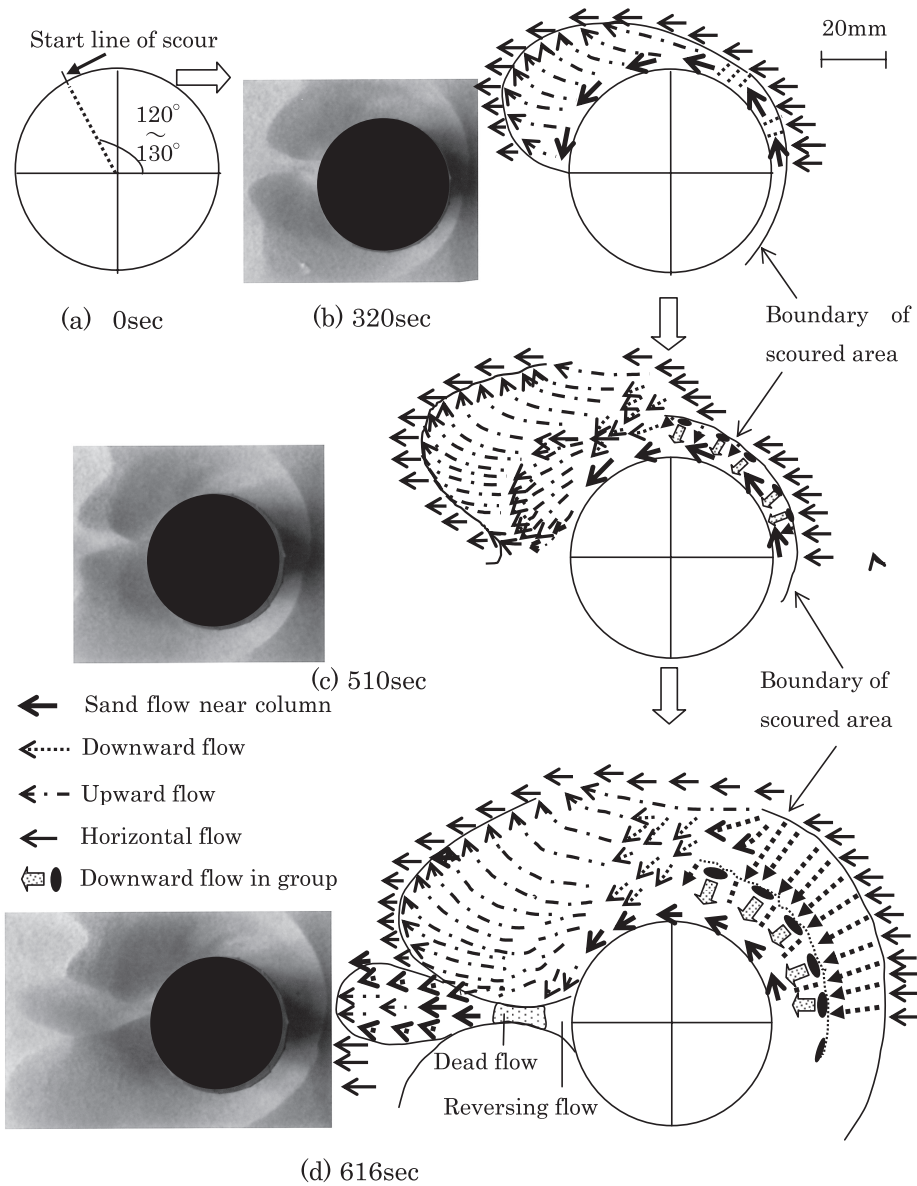 Start line of scour
120°
~
130°
20mm
(a) 0sec
(b) 320sec
Boundary of
scoured area
(c) 510sec
Boundary of
scoured area
Sand flow near column
Downward flow
Upward flow
Horizontal flow
Downward flow in group
Dead flow
Reversing flow
(d) 616sec